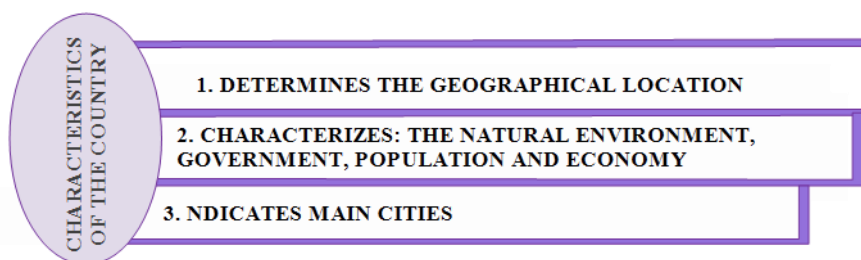 CHARACTERISTICS
OF THE COUNTRY
1. DETERMINES THE GEOGRAPHICAL LOCATION
2. CHARACTERIZES: THE NATURAL ENVIRONMENT,
GOVERNMENT, POPULATION AND ECONOMY
3. NDICATES MAIN CITIES